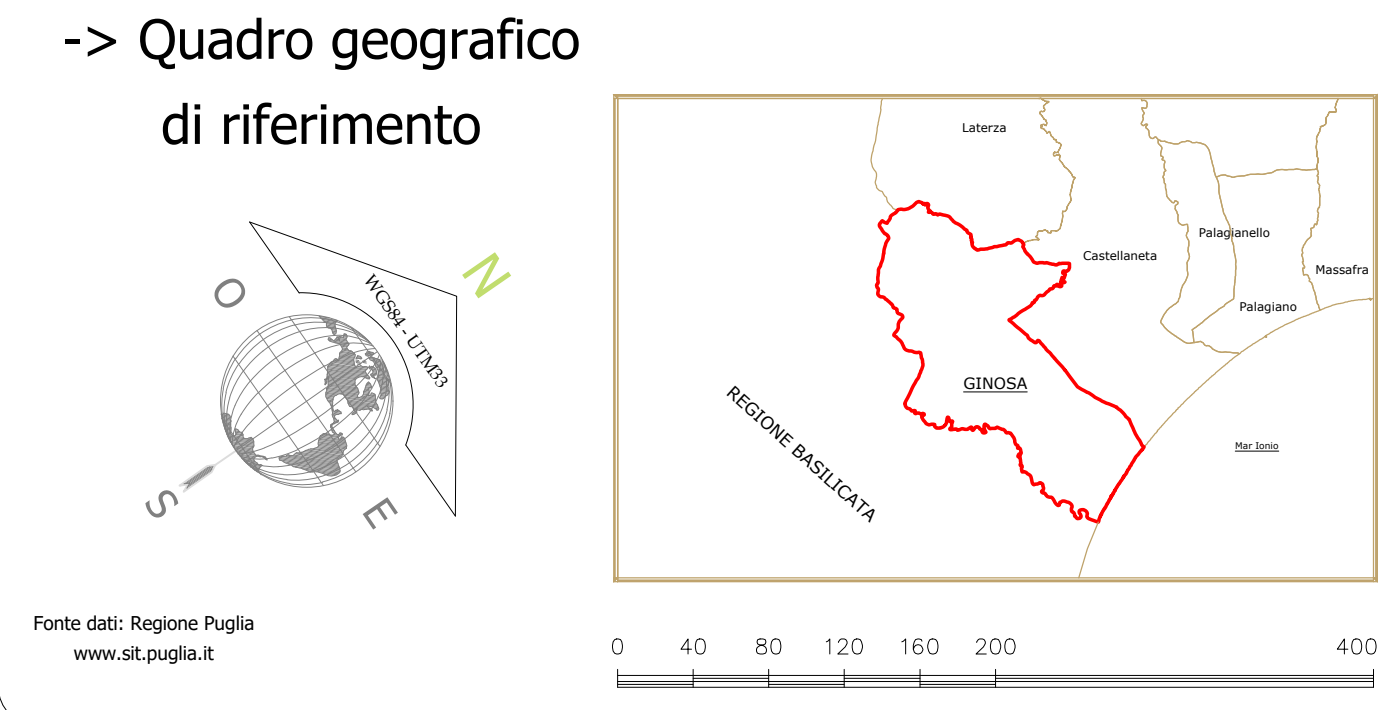 -> Quadro geografico
di riferimento
O
N
WGS84 - UTM33
S
E
Fonte dati: Regione Puglia
www.sit.puglia.it
Laterza
Castellaneta
Palagianello
Massafra
Palagiano
GINOSA
REGIONE BASILICATA
Mar Ionio
0 40 80 120 160 200 400